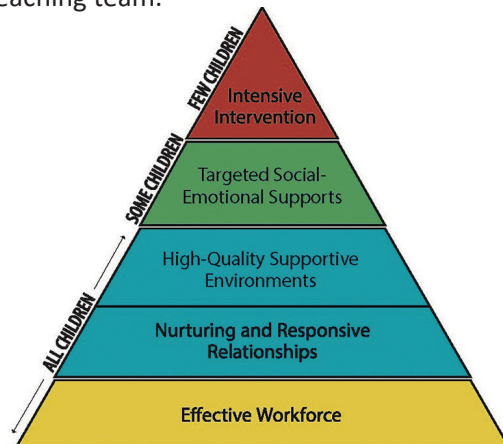 eaching team.
FEW CHILDREN
Intensive
Intervention
SOME CHILDREN
Targeted Social-
Emotional Supports
High-Quality Supportive
Environments
ALL CHILDREN
Nurturing and Responsive
Relationships
Effective Workforce